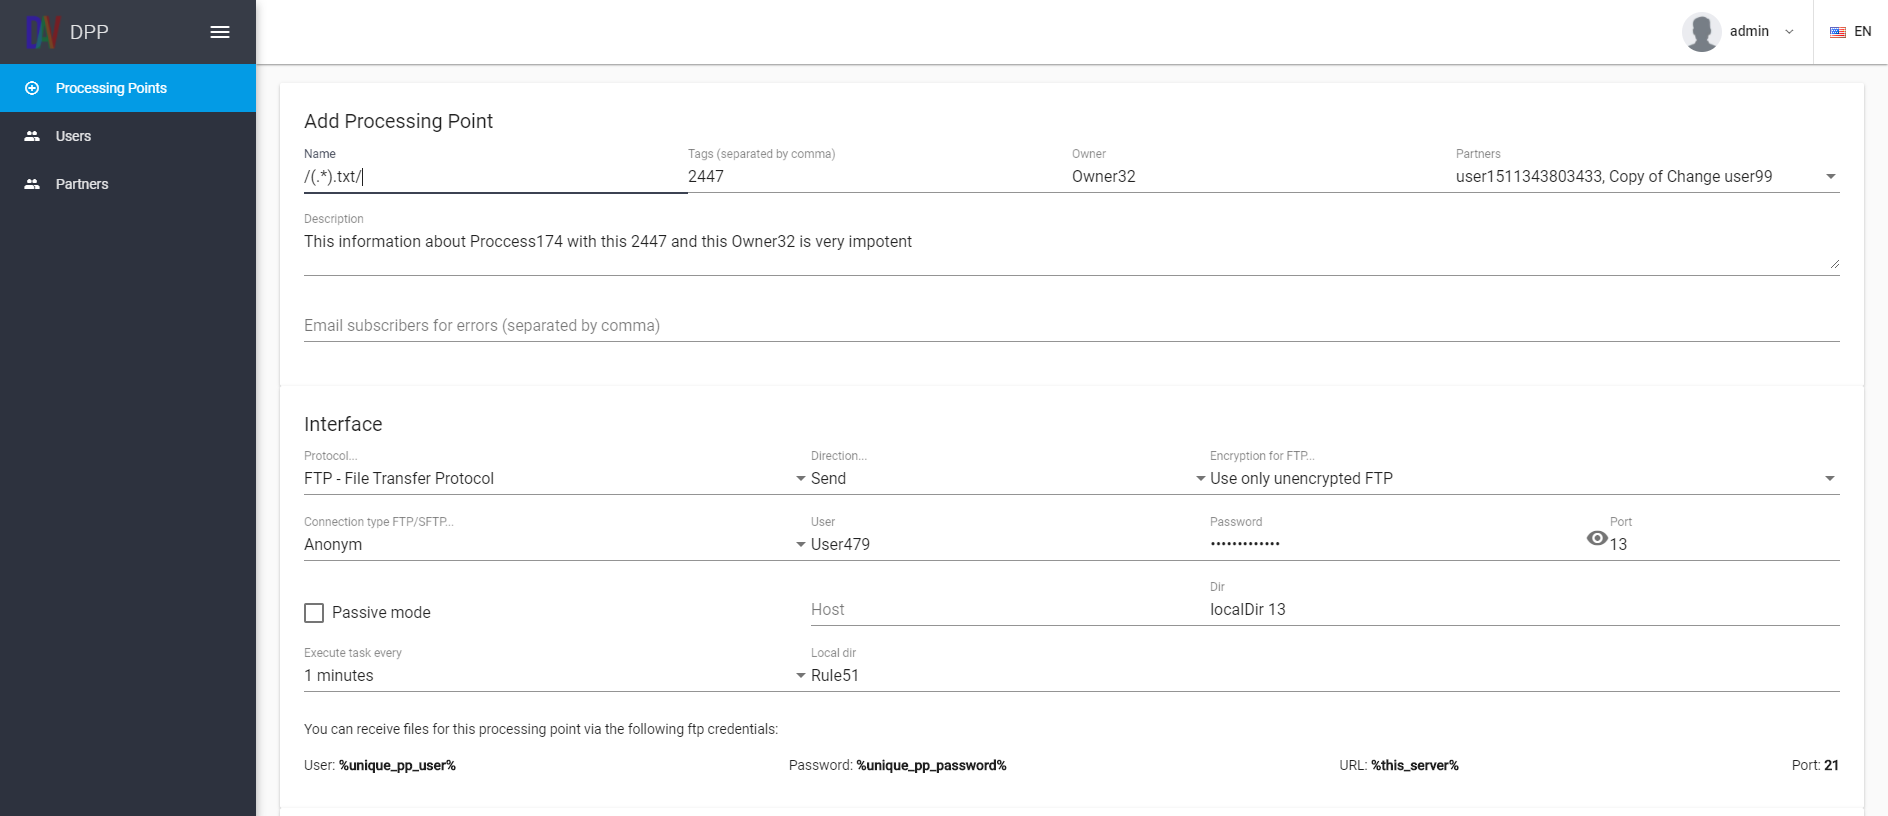 DAV DPP
admin
EN
Processing Points
Users
Partners
Add Processing Point
Name Tags (separated by comma) Owner Partners
/(.*).txt/ 2447 Owner32 user1511343803433, Copy of Change user99
Description
This information about Proccess174 with this 2447 and this Owner32 is very impotent
Email subscribers for errors (separated by comma)
Interface
Protocol... Direction... Encryption for FTP...
FTP - File Transfer Protocol Send Use only unencrypted FTP
Connection type FTP/SFTP... User Password Port
Anonym User479 ••••••••••••• 13
Dir
Passive mode Host localDir 13
Execute task every Local dir
1 minutes Rule51
You can receive files for this processing point via the following ftp credentials:
User: %unique_pp_user% Password: %unique_pp_password% URL: %this_server% Port: 21